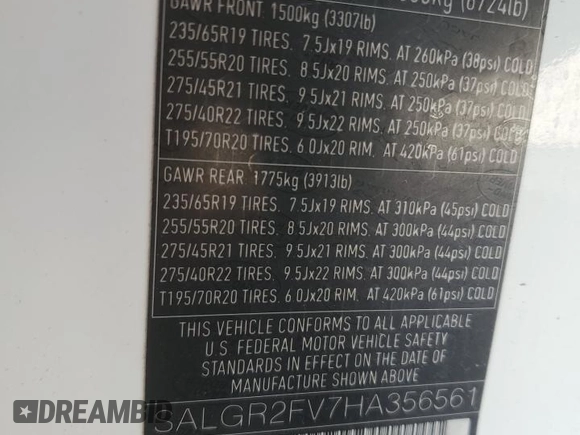 GAWR FRONT 1500kg (3307lb)
235/65R19 TIRES. 7.5Jx19 RIMS. AT 260kPa (38psi) COLD
255/55R20 TIRES. 8.5Jx20 RIMS. AT 250kPa (37psi) COLD
275/45R21 TIRES. 9.5Jx21 RIMS. AT 250kPa (37psi) COLD
275/40R22 TIRES. 9.5Jx22 RIMS. AT 250kPa (37psi) COLD
T195/70R20 TIRES. 6.0Jx20 RIM. AT 420kPa (61psi) COLD
GAWR REAR 1775kg (3913lb)
235/65R19 TIRES. 7.5Jx19 RIMS. AT 310kPa (45psi) COLD
255/55R20 TIRES. 8.5Jx20 RIMS. AT 300kPa (44psi) COLD
275/45R21 TIRES. 9.5Jx21 RIMS. AT 300kPa (44psi) COLD
275/40R22 TIRES. 9.5Jx22 RIMS. AT 300kPa (44psi) COLD
T195/70R20 TIRES. 6.0Jx20 RIM. AT 420kPa (61psi) COLD
THIS VEHICLE CONFORMS TO ALL APPLICABLE
U.S. FEDERAL MOTOR VEHICLE SAFETY
STANDARDS IN EFFECT ON THE DATE OF
MANUFACTURE SHOWN ABOVE
SALGR2FV7HA356561
DREAMBID